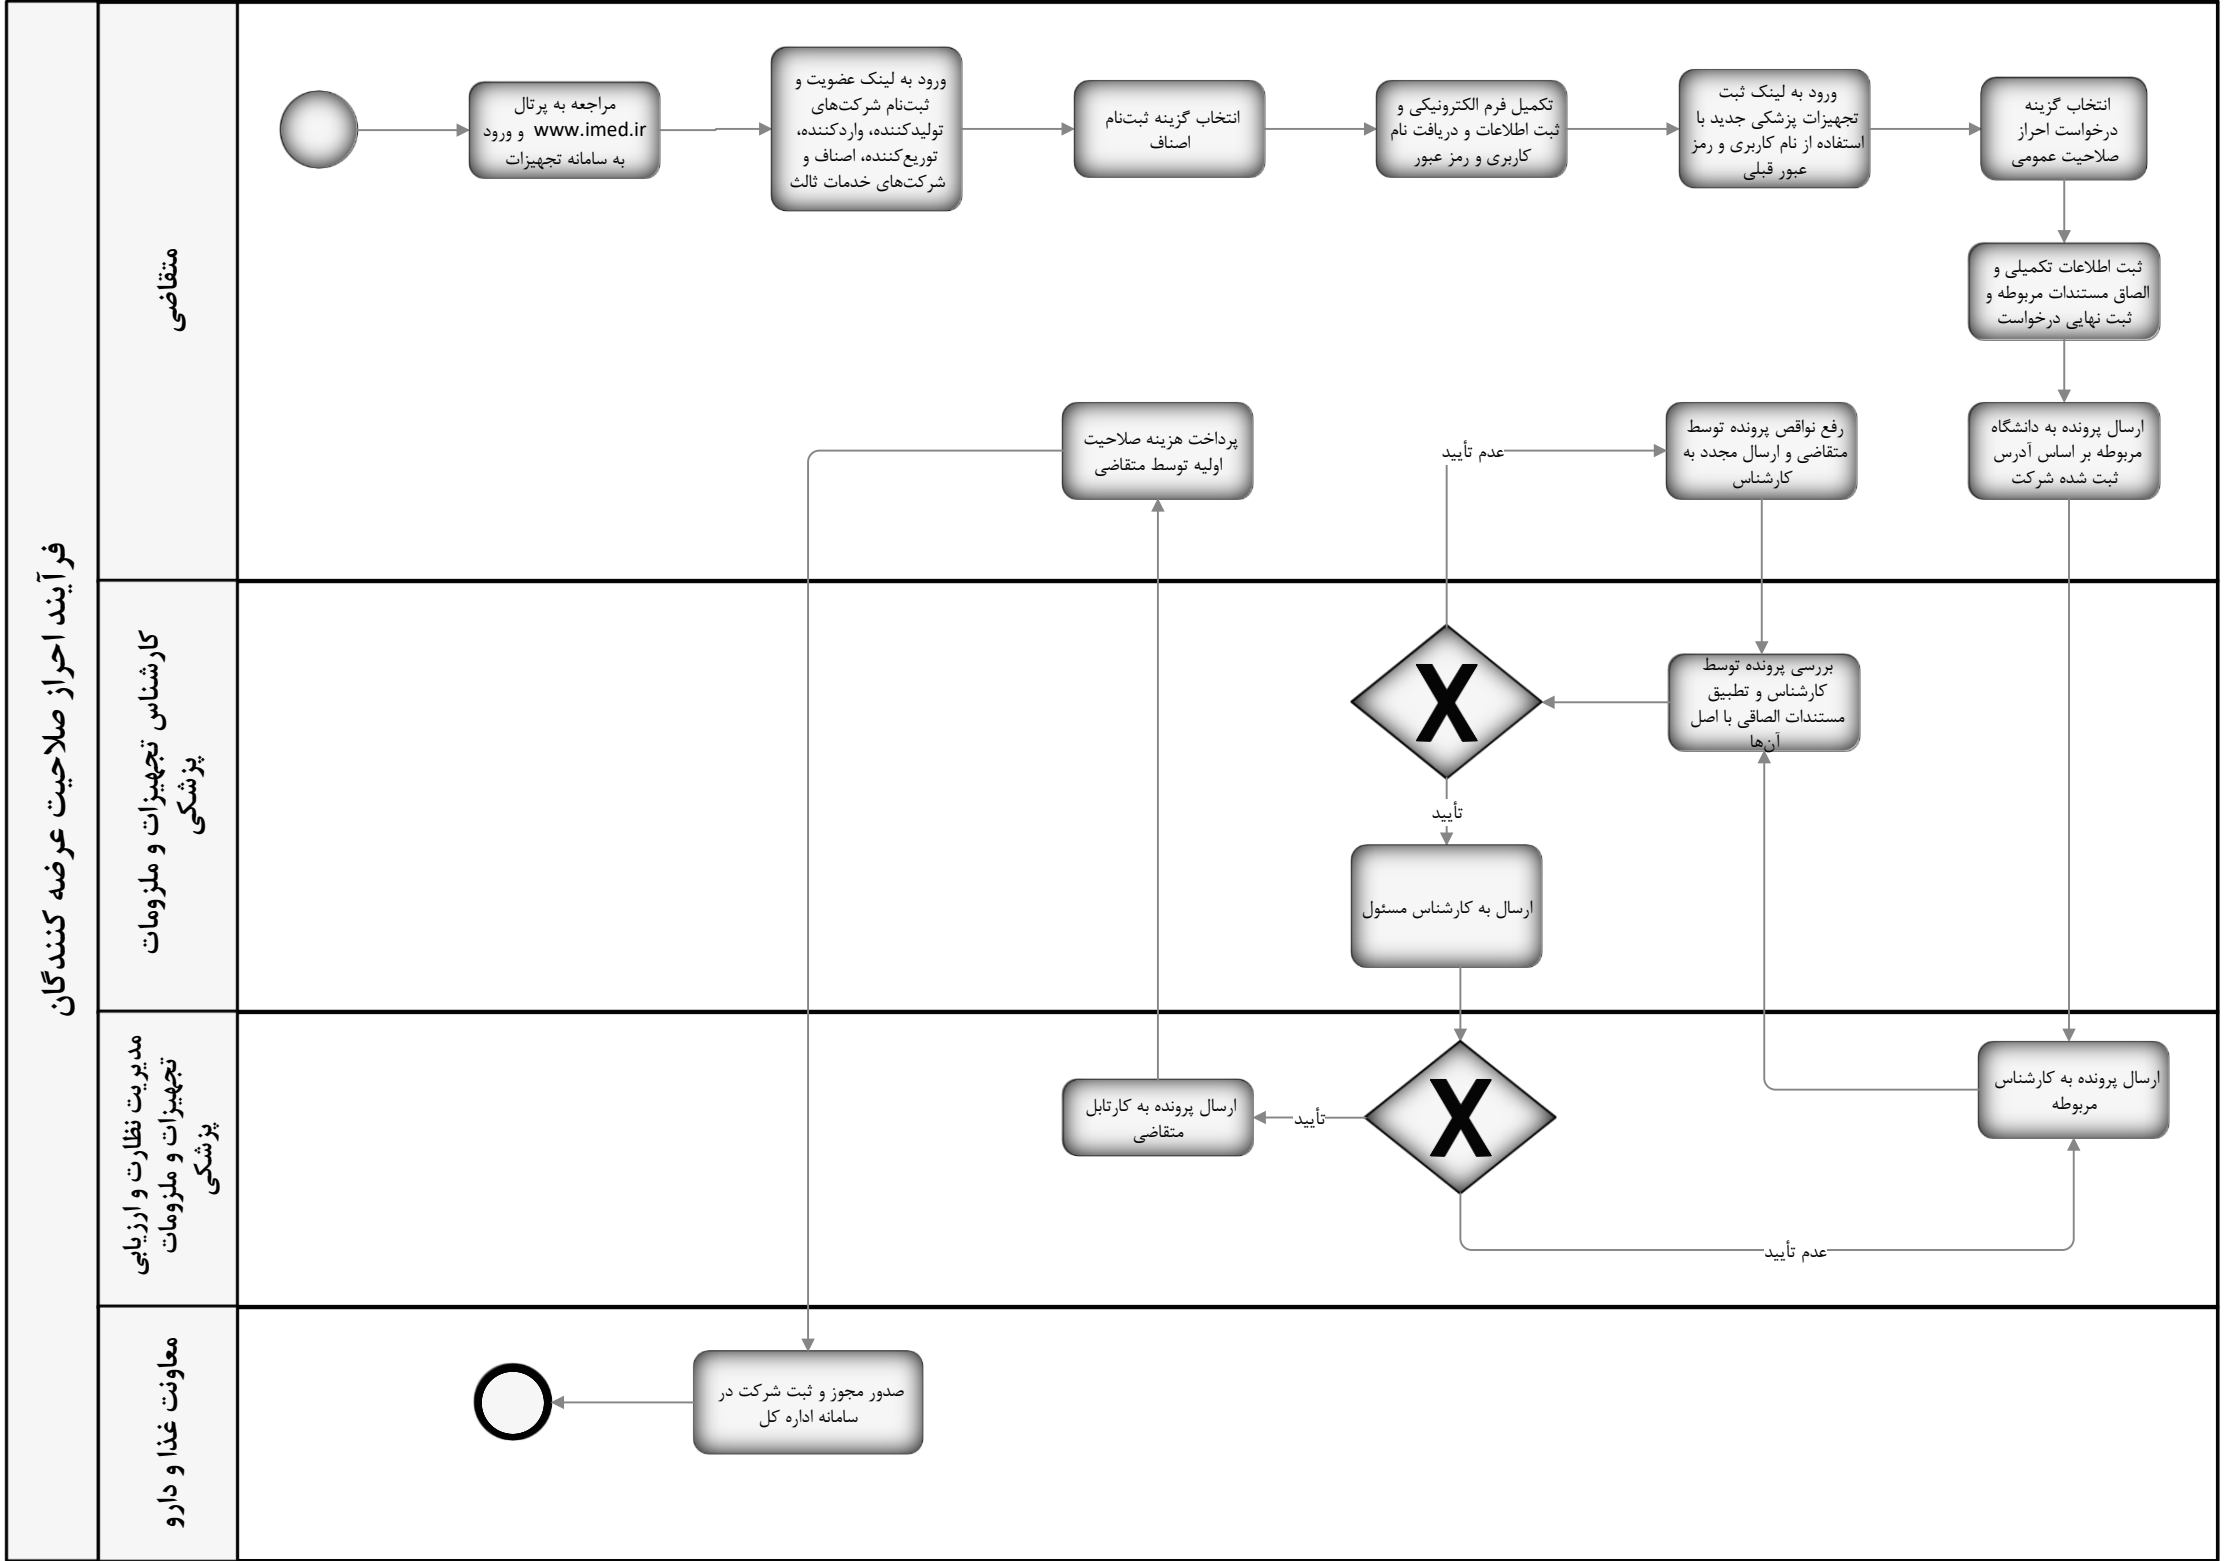 فرآیند احراز صلاحیت عرضه کنندگان
متقاضی
مراجعه به پرتال
www.imed.ir و ورود
به سامانه تجهیزات
ورود به لینک عضویت و
ثبت‌نام شرکت‌های
تولیدکننده، واردکننده،
توزیع‌کننده، اصناف و
شرکت‌های خدمات ثالث
انتخاب گزینه ثبت‌نام
اصناف
تکمیل فرم الکترونیکی و
ثبت اطلاعات و دریافت نام
کاربری و رمز عبور
ورود به لینک ثبت
تجهیزات پزشکی جدید با
استفاده از نام کاربری و رمز
عبور قبلی
انتخاب گزینه
درخواست احراز
صلاحیت عمومی
ثبت اطلاعات تکمیلی و
الصاق مستندات مربوطه و
ثبت نهایی درخواست
ارسال پرونده به دانشگاه
مربوطه بر اساس آدرس
ثبت شده شرکت
رفع نواقص پرونده توسط
متقاضی و ارسال مجدد به
کارشناس
عدم تأیید
پرداخت هزینه صلاحیت
اولیه توسط متقاضی
کارشناس تجهیزات و ملزومات
پزشکی
بررسی پرونده توسط
کارشناس و تطبیق
مستندات الصاقی با اصل
آن‌ها
X
تأیید
ارسال به کارشناس مسئول
مدیریت نظارت و ارزیابی
تجهیزات و ملزومات
پزشکی
ارسال پرونده به کارشناس
مربوطه
X
تأیید
ارسال پرونده به کارتابل
متقاضی
عدم تأیید
معاونت غذا و دارو
صدور مجوز و ثبت شرکت در
سامانه اداره کل